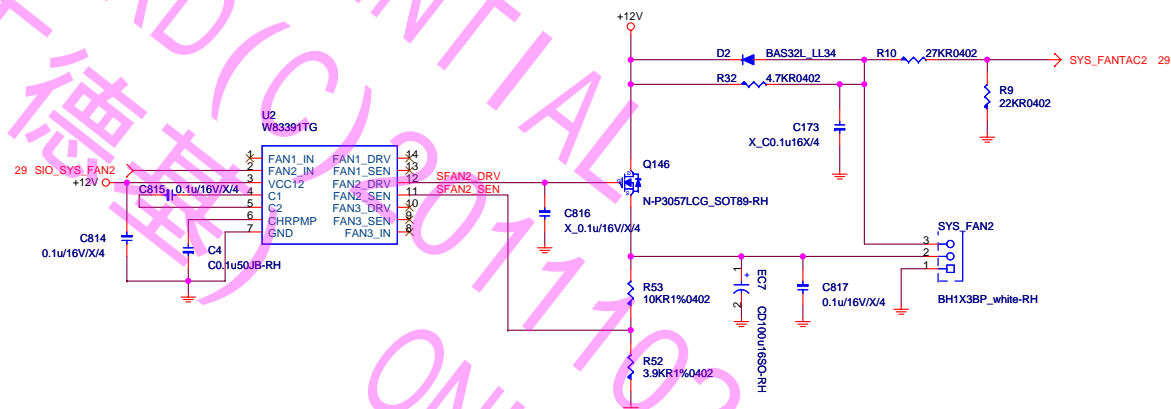 +12V
D2 BAS32L_LL34
R10 27KR0402
SYS_FANTAC2 29
R32 4.7KR0402
R9
22KR0402
C173
X_C0.1u16X/4
U2
W83391TG
29 SIO_SYS_FAN2
+12V
1 FAN1_IN FAN1_DRV 14
2 FAN2_IN FAN1_SEN 13
3 VCC12 FAN2_DRV 12
4 C1 FAN2_SEN 11
5 C2 FAN3_DRV 10
6 CHRPMP FAN3_SEN 9
7 GND FAN3_IN 8
C815 0.1u/16V/X/4
C814
0.1u/16V/X/4
C4
C0.1u50JB-RH
SFAN2_DRV
SFAN2_SEN
Q146
N-P3057LCG_SOT89-RH
C816
X_0.1u/16V/X/4
SYS_FAN2
3
2
1
BH1X3BP_white-RH
R53
10KR1%0402
1 + EC7
2 CD100u16SO-RH
C817
0.1u/16V/X/4
R52
3.9KR1%0402
德基)